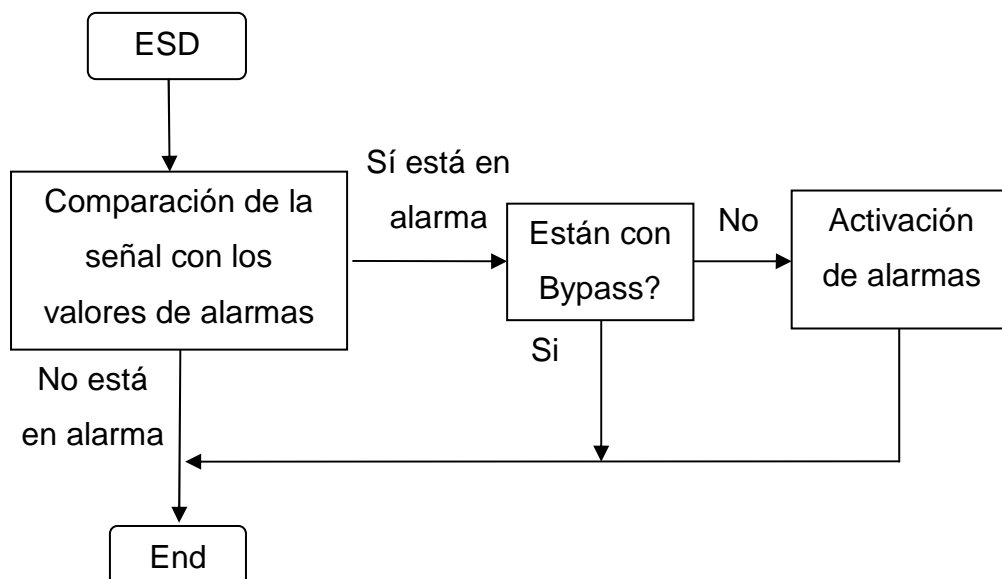 ESD
Comparación de la
señal con los
valores de alarmas
Sí está en
alarma
Están con
Bypass?
No
Activación
de alarmas
Si
No está
en alarma
End